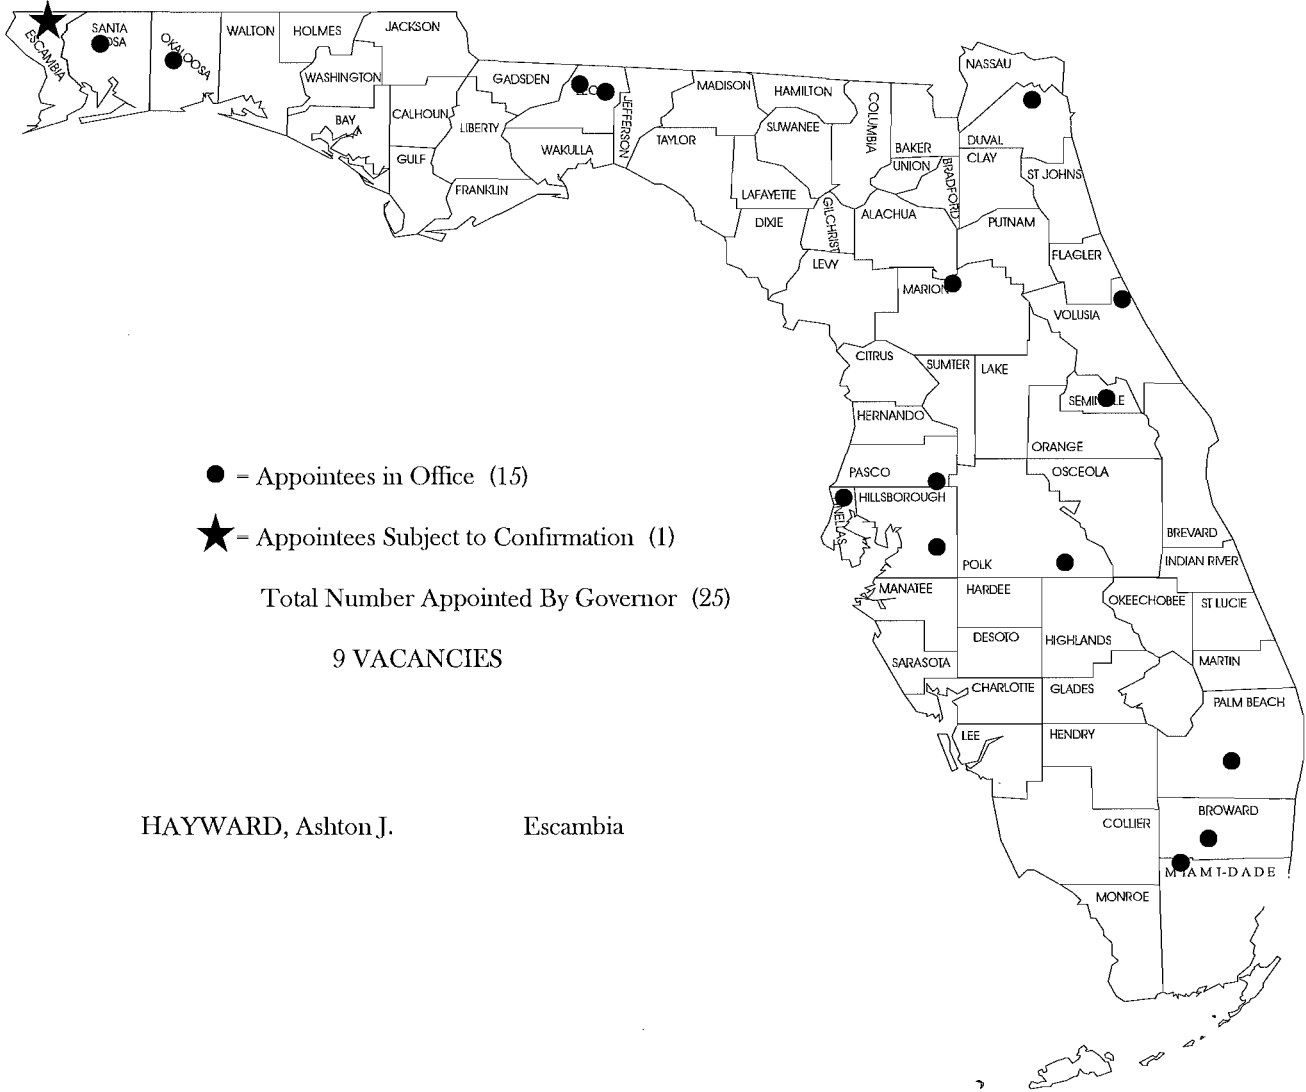 ESCAMBIA
SANTA
OKALOOSA
WALTON
HOLMES
JACKSON
WASHINGTON
BAY
CALHOUN
GULF
GADSDEN
LIBERTY
FRANKLIN
WAKULLA
JEFFERSON
MADISON
TAYLOR
HAMILTON
SUWANEE
LAFAYETTE
DIXIE
COLUMBIA
GILCHRIST
LEVY
BAKER
UNION
BRADFORD
ALACHUA
NASSAU
DUVAL
CLAY
ST JOHNS
PUTNAM
FLAGLER
MARION
VOLUSIA
CITRUS
SUMTER
LAKE
HERNANDO
SEMINOLE
ORANGE
PASCO
OSCEOLA
HILLSBOROUGH
BREVARD
POLK
INDIAN RIVER
MANATEE
HARDEE
OKEECHOBEE
ST LUCIE
DESOTO
HIGHLANDS
SARASOTA
MARTIN
CHARLOTTE
GLADES
PALM BEACH
LEE
HENDRY
BROWARD
COLLIER
MIAMI-DADE
MONROE
= Appointees in Office (15)
= Appointees Subject to Confirmation (1)
Total Number Appointed By Governor (25)
9 VACANCIES
HAYWARD, Ashton J. Escambia